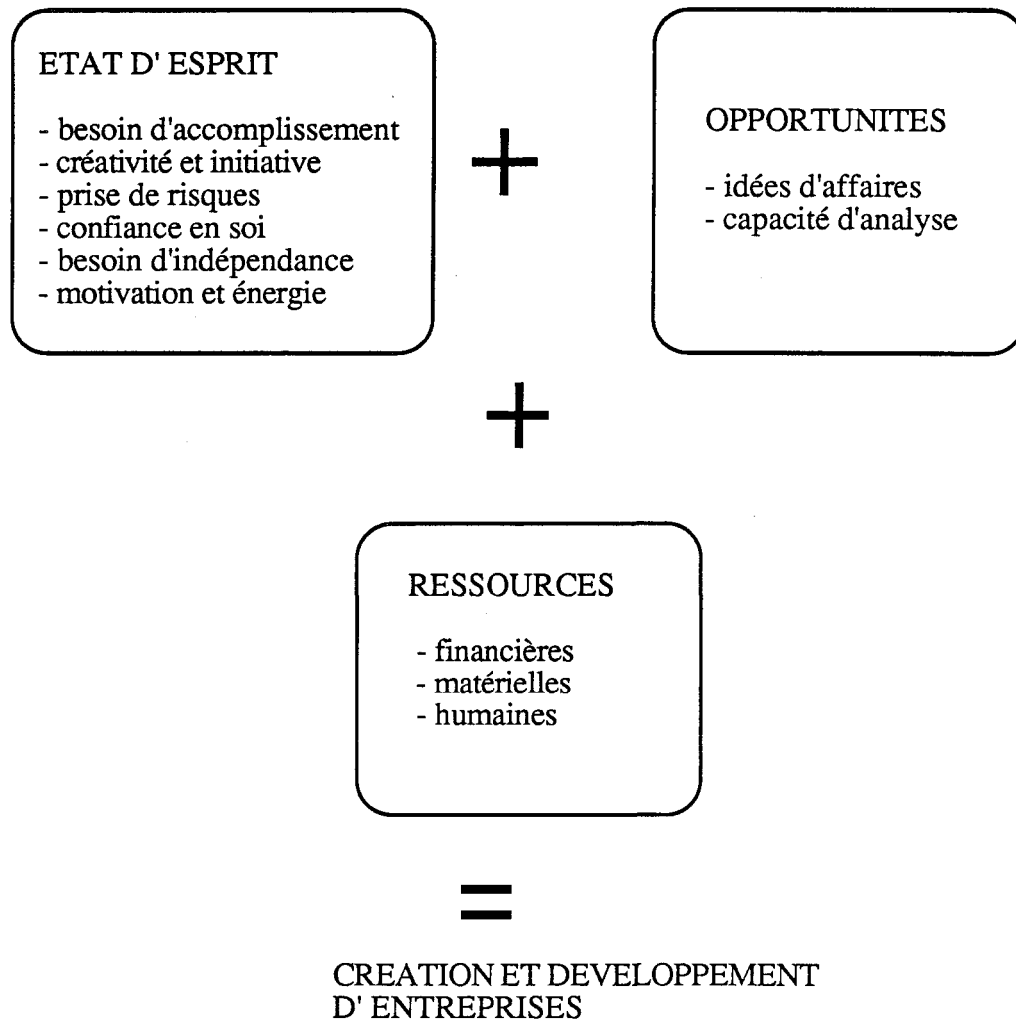 ETAT D' ESPRIT
- besoin d'accomplissement
- créativité et initiative
- prise de risques
- confiance en soi
- besoin d'indépendance
- motivation et énergie
+
OPPORTUNITES
- idées d'affaires
- capacité d'analyse
+
RESSOURCES
- financières
- matérielles
- humaines
=
CREATION ET DEVELOPPEMENT
D' ENTREPRISES